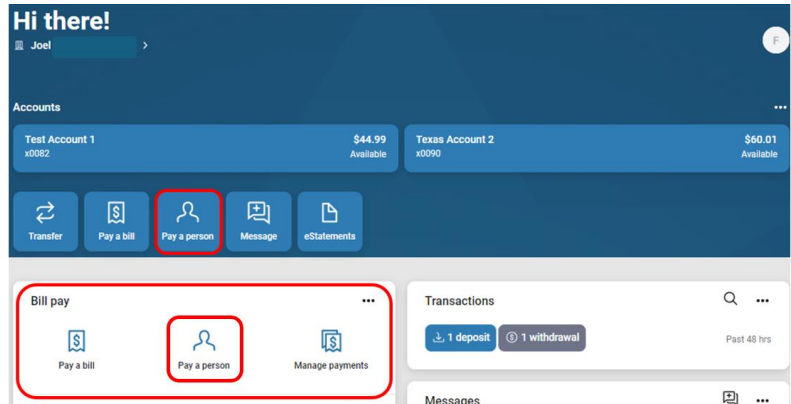 Hi there!
Joel
F
Accounts
Test Account 1 $44.99
x0082 Available
Texas Account 2 $60.01
x0090 Available
Transfer Pay a bill Pay a person Message eStatements
Bill pay
Pay a bill Pay a person Manage payments
Transactions
1 deposit 1 withdrawal Past 48 hrs
Messages